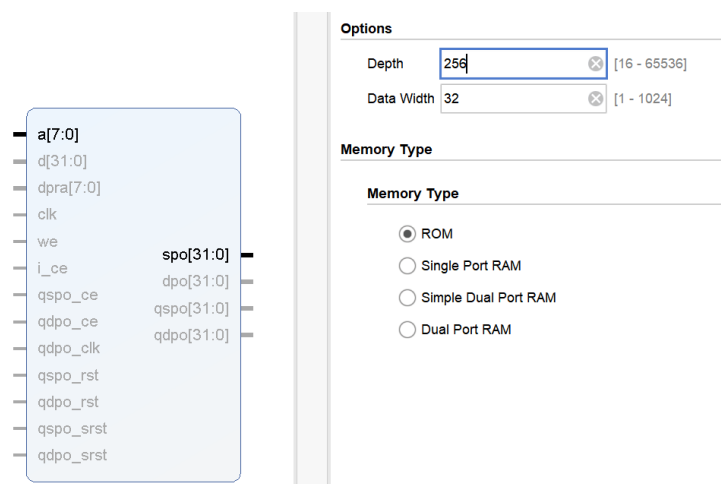 a[7:0]
d[31:0]
dpra[7:0]
clk
we
i_ce
qspo_ce
qdpo_ce
qdpo_clk
qspo_rst
qdpo_rst
qspo_srst
qdpo_srst
spo[31:0]
dpo[31:0]
qspo[31:0]
qdpo[31:0]
Options
Depth 256 [16 - 65536]
Data Width 32 [1 - 1024]
Memory Type
Memory Type
ROM
Single Port RAM
Simple Dual Port RAM
Dual Port RAM